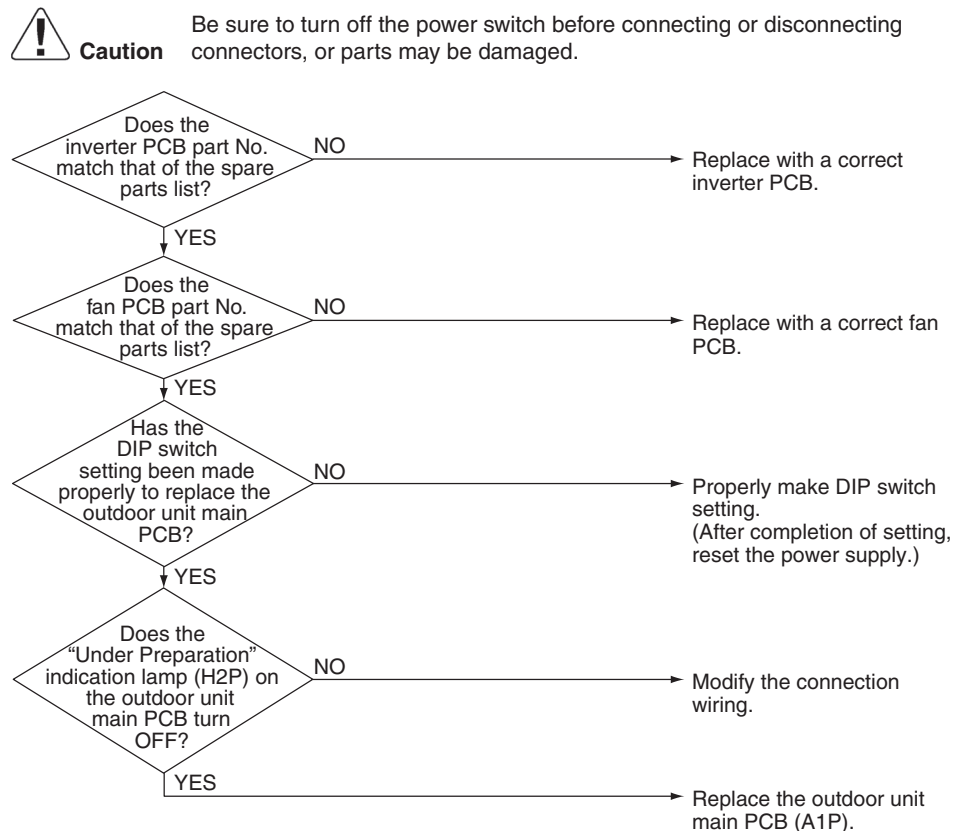 Be sure to turn off the power switch before connecting or disconnecting
Caution connectors, or parts may be damaged.
Does the
inverter PCB part No.
match that of the spare
parts list?
NO
Replace with a correct
inverter PCB.
YES
Does the
fan PCB part No.
match that of the spare
parts list?
NO
Replace with a correct fan
PCB.
YES
Has the
DIP switch
setting been made
properly to replace the
outdoor unit main
PCB?
NO
Properly make DIP switch
setting.
(After completion of setting,
reset the power supply.)
YES
Does the
“Under Preparation”
indication lamp (H2P) on
the outdoor unit
main PCB turn
OFF?
NO
Modify the connection
wiring.
YES
Replace the outdoor unit
main PCB (A1P).